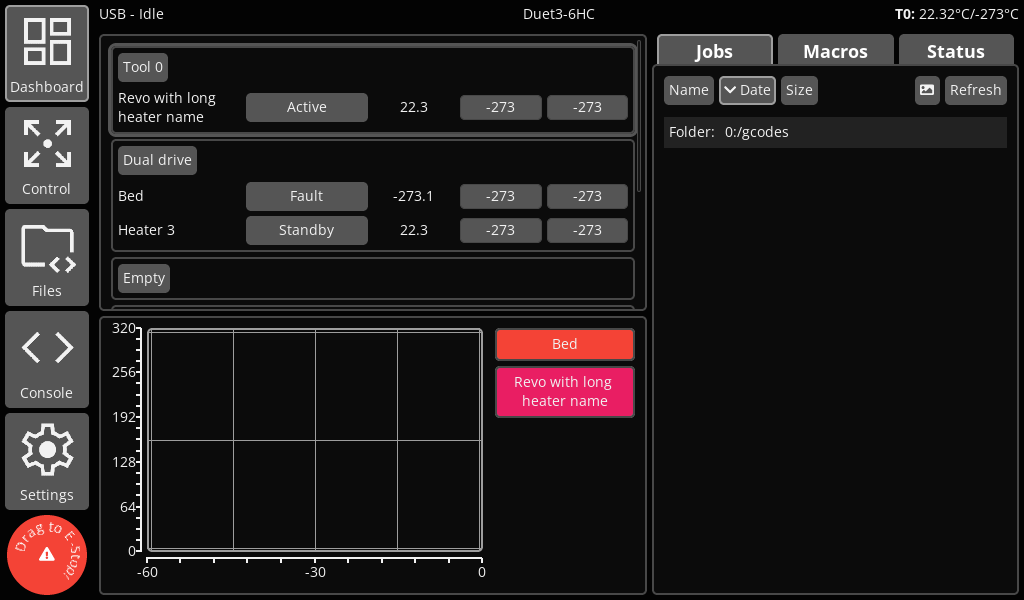 USB - Idle
Duet3-6HC
T0: 22.32°C/-273°C
Dashboard
Control
Files
Console
Settings
Drag to E-Stop!
Tool 0
Revo with long
heater name
Active
22.3
-273
-273
Dual drive
Bed
Fault
-273.1
-273
-273
Heater 3
Standby
22.3
-273
-273
Empty
320
256
192
128
64
0
-60
-30
0
Bed
Revo with long
heater name
Jobs
Macros
Status
Name
Date
Size
Refresh
Folder: 0:/gcodes